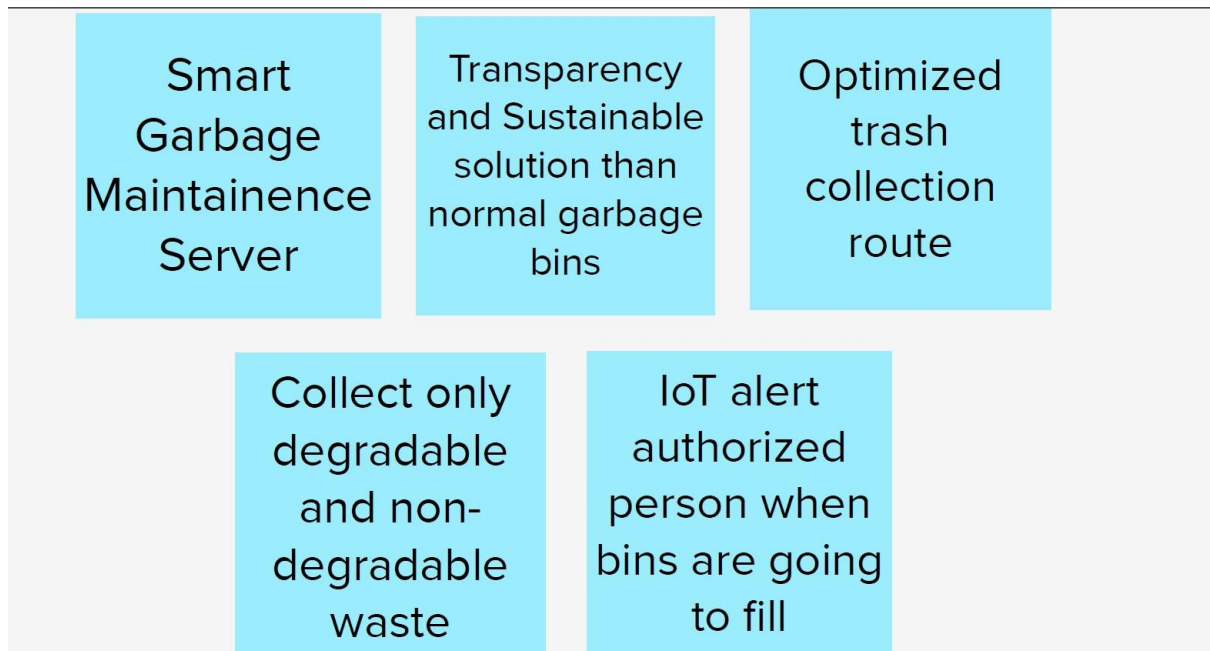 Smart
Garbage
Maintainence
Server
Transparency
and Sustainable
solution than
normal garbage
bins
Optimized
trash
collection
route
Collect only
degradable
and non-
degradable
waste
IoT alert
authorized
person when
bins are going
to fill